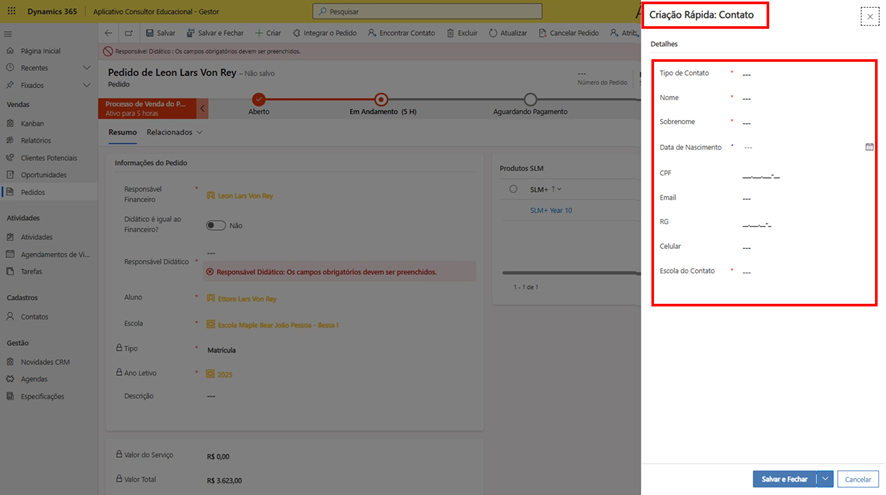 Dynamics 365 Aplicativo Consultor Educacional - Gestor Pesquisar
Página Inicial
Recentes
Fixados
Vendas
Kanban
Relatórios
Clientes Potenciais
Oportunidades
Pedidos
Atividades
Atividades
Agendamentos de Vi...
Tarefas
Cadastros
Contatos
Gestão
Novidades CRM
Agendas
Especificações
Salvar Salvar e Fechar + Criar Integrar o Pedido Encontrar Contato Excluir Atualizar Cancelar Pedido Atrib
Responsável Didático : Os campos obrigatórios devem ser preenchidos.
Pedido de Leon Lars Von Rey – Não salvo
Pedido
---
Número do Pedido
Processo de Venda do P...
Ativo para 5 horas
Aberto
Em Andamento (5 H)
Aguardando Pagamento
Resumo Relacionados
Informações do Pedido
Responsável Financeiro * Leon Lars Von Rey
Didático é igual ao Financeiro? Não
---
Responsável Didático *
Responsável Didático: Os campos obrigatórios devem ser preenchidos.
Aluno * Ettore Lars Von Rey
Escola * Escola Maple Bear João Pessoa - Bessa I
Tipo * Matrícula
Ano Letivo * 2025
Descrição ---
Valor do Serviço R$ 0,00
Valor Total R$ 3.623,00
Produtos SLM
SLM+ ↑
SLM+ Year 10
1 - 1 de 1
Criação Rápida: Contato
Detalhes
Tipo de Contato * ---
Nome * ---
Sobrenome * ---
Data de Nascimento * ---
CPF ___.___.___-__
Email ---
RG __.___.__-_
Celular ---
Escola do Contato * ---
Salvar e Fechar
Cancelar